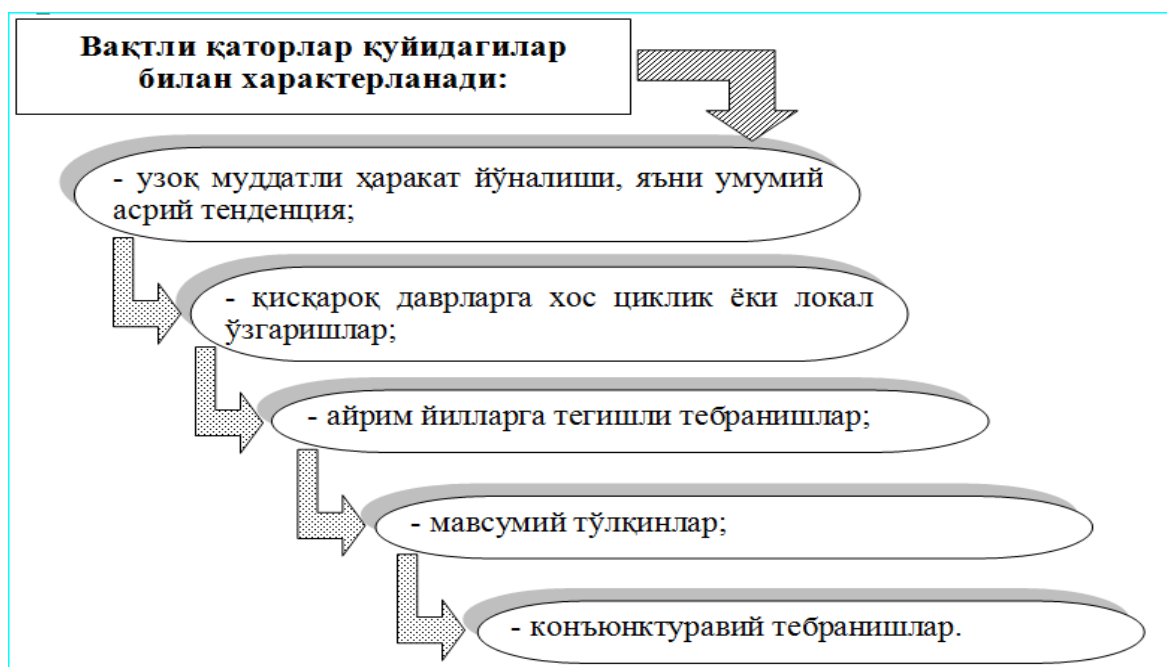 Вақтли қаторлар қуйидагилар
билан характерланади:
- узоқ муддатли ҳаракат йўналиши, яъни умумий
асрий тенденция;
- қисқароқ даврларга хос циклик ёки локал
ўзгаришлар;
- айрим йилларга тегишли тебранишлар;
- мавсумий тўлқинлар;
- конъюнктуравий тебранишлар.